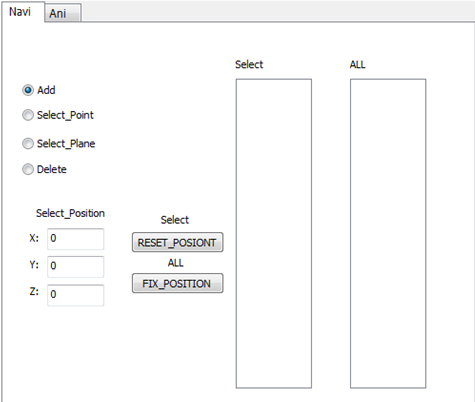 Navi Ani
Select ALL
Add
Select_Point
Select_Plane
Delete
Select_Position
X: 0
Y: 0
Z: 0
Select
RESET_POSIONT
ALL
FIX_POSITION